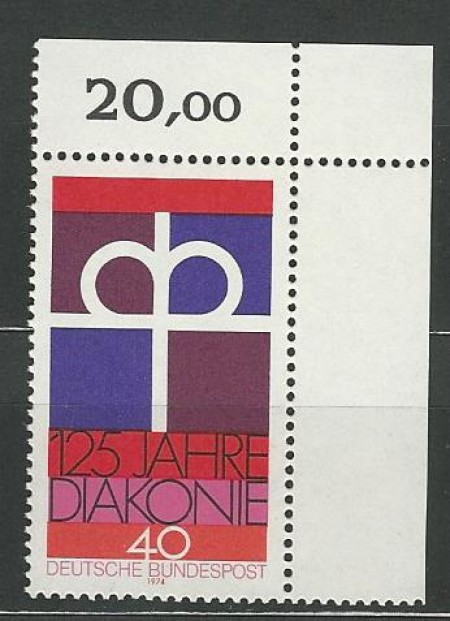 20,00
125 JAHRE
DIAKONIE
40
DEUTSCHE BUNDESPOST
1974